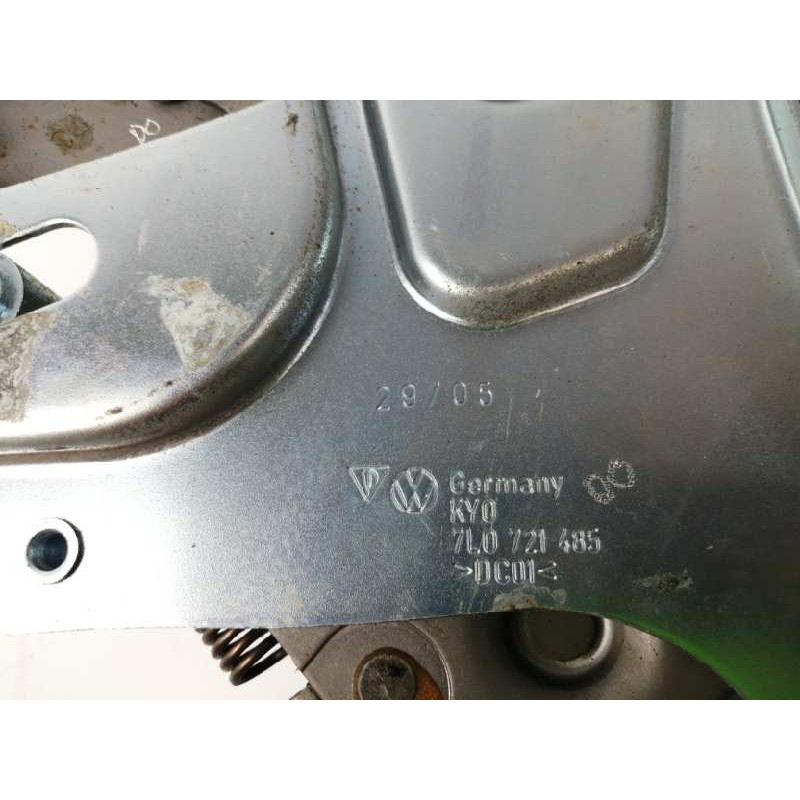 29/05
Germany
KYO
7L0 721 485
>DC01<